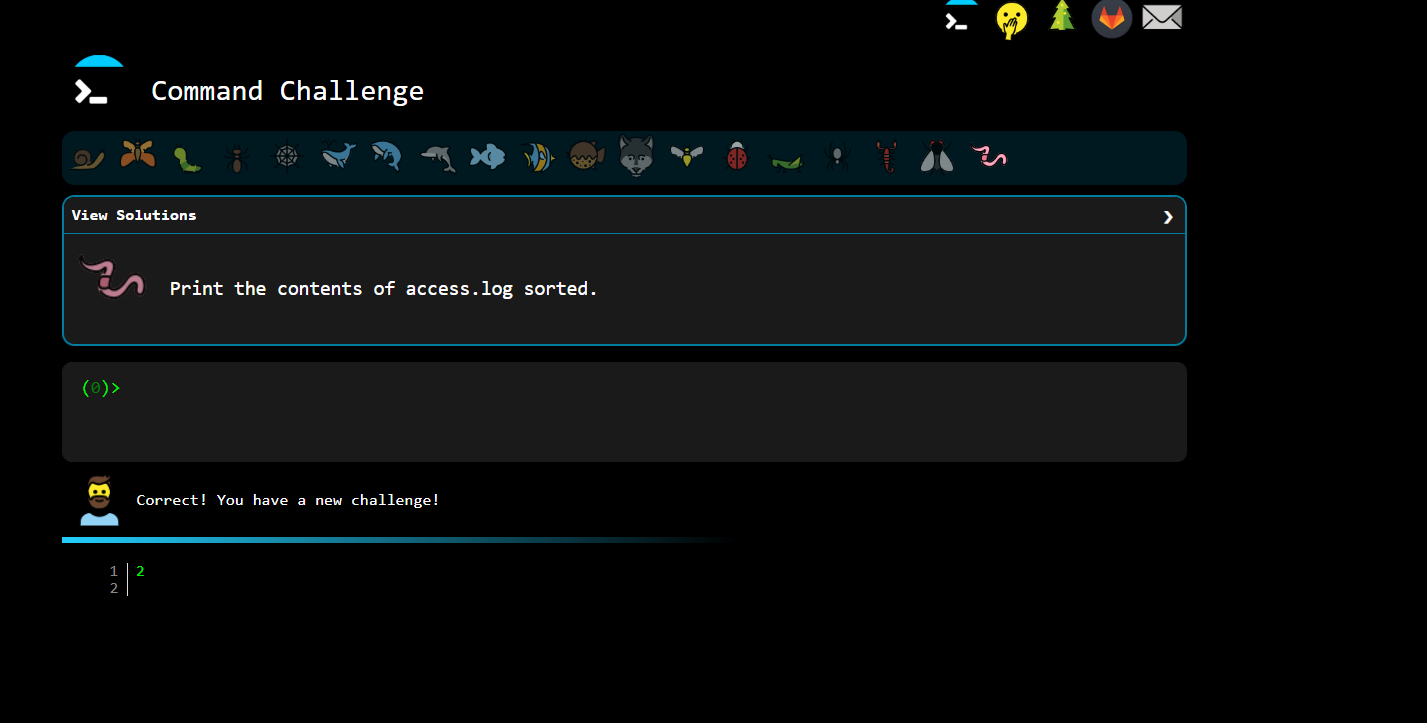 Command Challenge
View Solutions
Print the contents of access.log sorted.
(0)>
Correct! You have a new challenge!
1 2
2